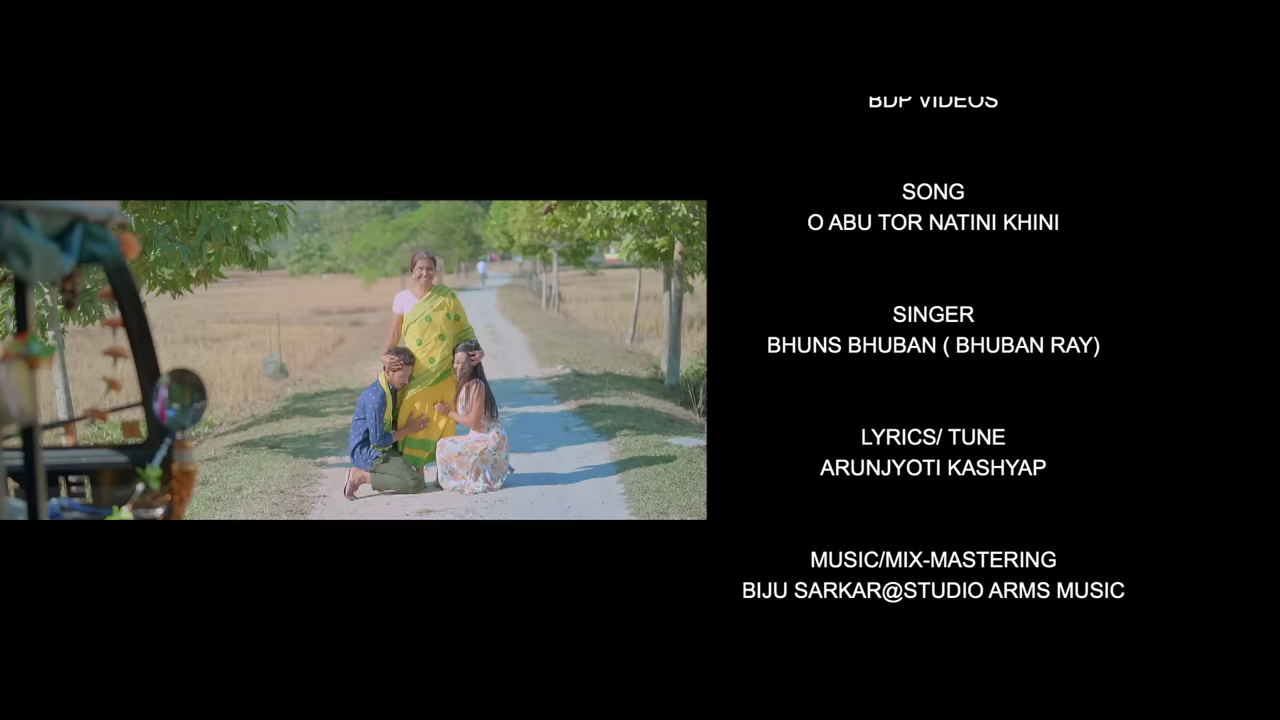 BDP VIDEOS
SONG
O ABU TOR NATINI KHINI
SINGER
BHUNS BHUBAN ( BHUBAN RAY)
LYRICS/ TUNE
ARUNJYOTI KASHYAP
MUSIC/MIX-MASTERING
BIJU SARKAR@STUDIO ARMS MUSIC